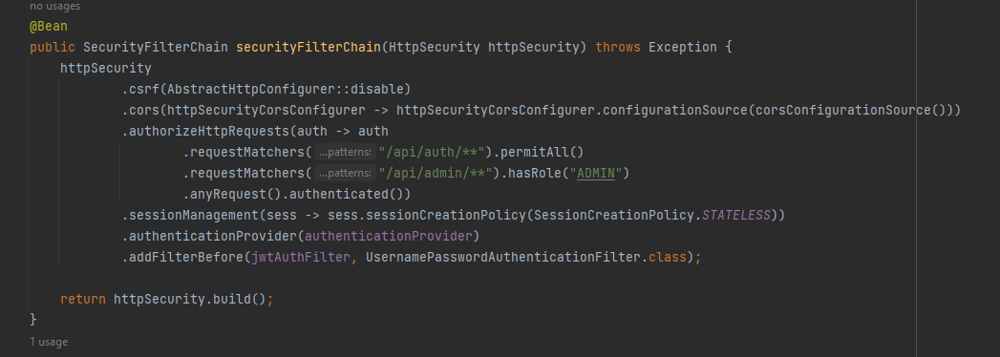 no usages
@Bean
public SecurityFilterChain securityFilterChain(HttpSecurity httpSecurity) throws Exception {
    httpSecurity
            .csrf(AbstractHttpConfigurer::disable)
            .cors(httpSecurityCorsConfigurer -> httpSecurityCorsConfigurer.configurationSource(corsConfigurationSource()))
            .authorizeHttpRequests(auth -> auth
                    .requestMatchers( ...patterns: "/api/auth/**").permitAll()
                    .requestMatchers( ...patterns: "/api/admin/**").hasRole("ADMIN")
                    .anyRequest().authenticated())
            .sessionManagement(sess -> sess.sessionCreationPolicy(SessionCreationPolicy.STATELESS))
            .authenticationProvider(authenticationProvider)
            .addFilterBefore(jwtAuthFilter, UsernamePasswordAuthenticationFilter.class);
    return httpSecurity.build();
}
1 usage